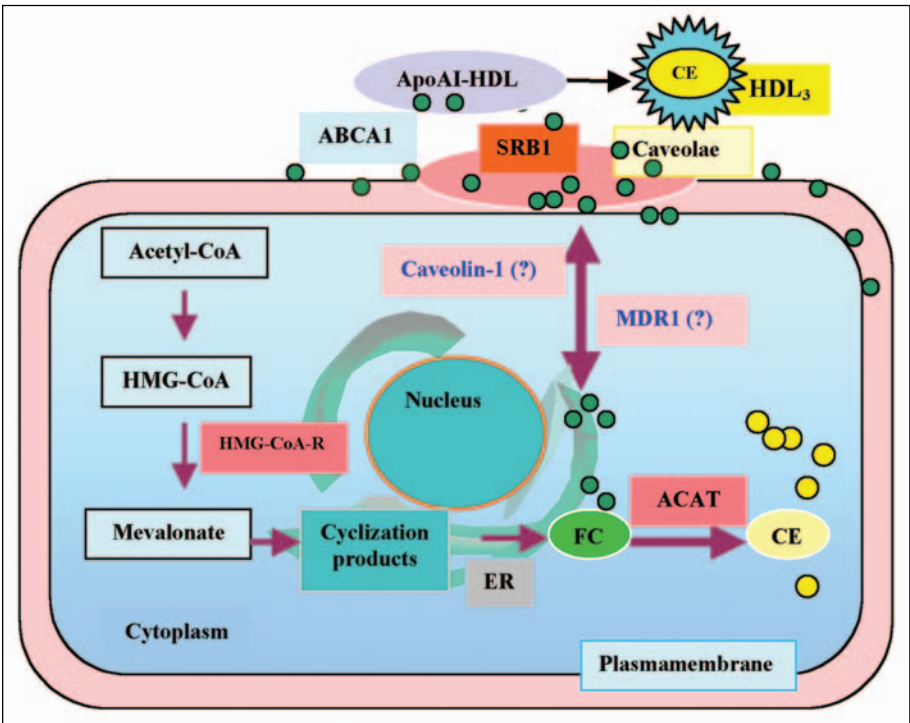 ApoAI-HDL
CE
HDL₃
ABCA1
SRB1
Caveolae
Acetyl-CoA
Caveolin-1 (?)
MDR1 (?)
HMG-CoA
Nucleus
HMG-CoA-R
ACAT
Mevalonate
Cyclization
products
FC
CE
ER
Cytoplasm
Plasmamembrane